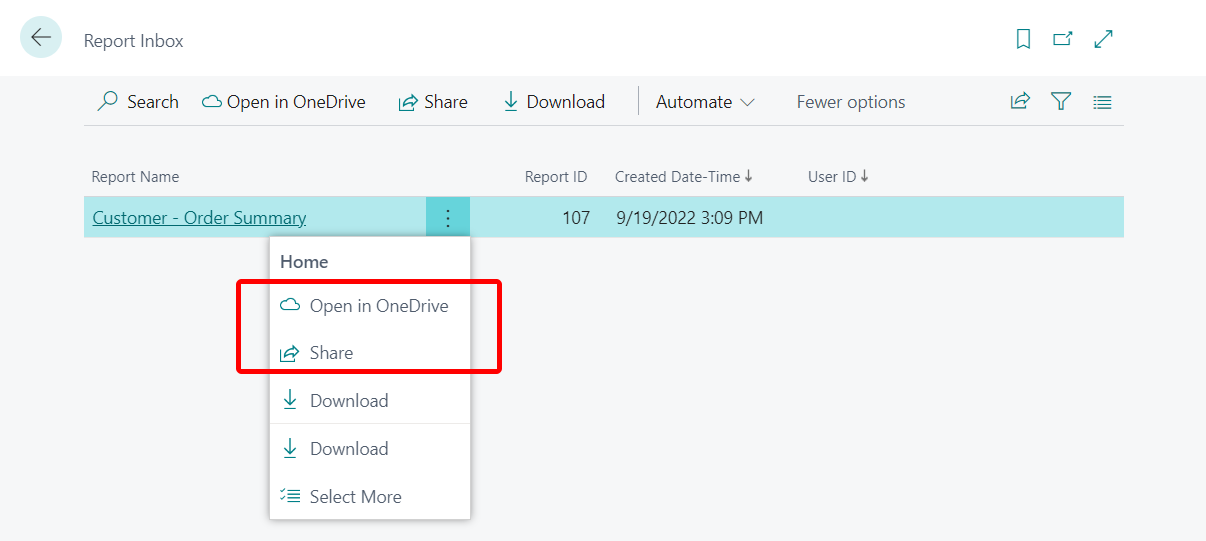 Report Inbox
Search Open in OneDrive Share Download Automate Fewer options
Report Name Report ID Created Date-Time User ID
Customer - Order Summary 107 9/19/2022 3:09 PM
Home
Open in OneDrive
Share
Download
Download
Select More